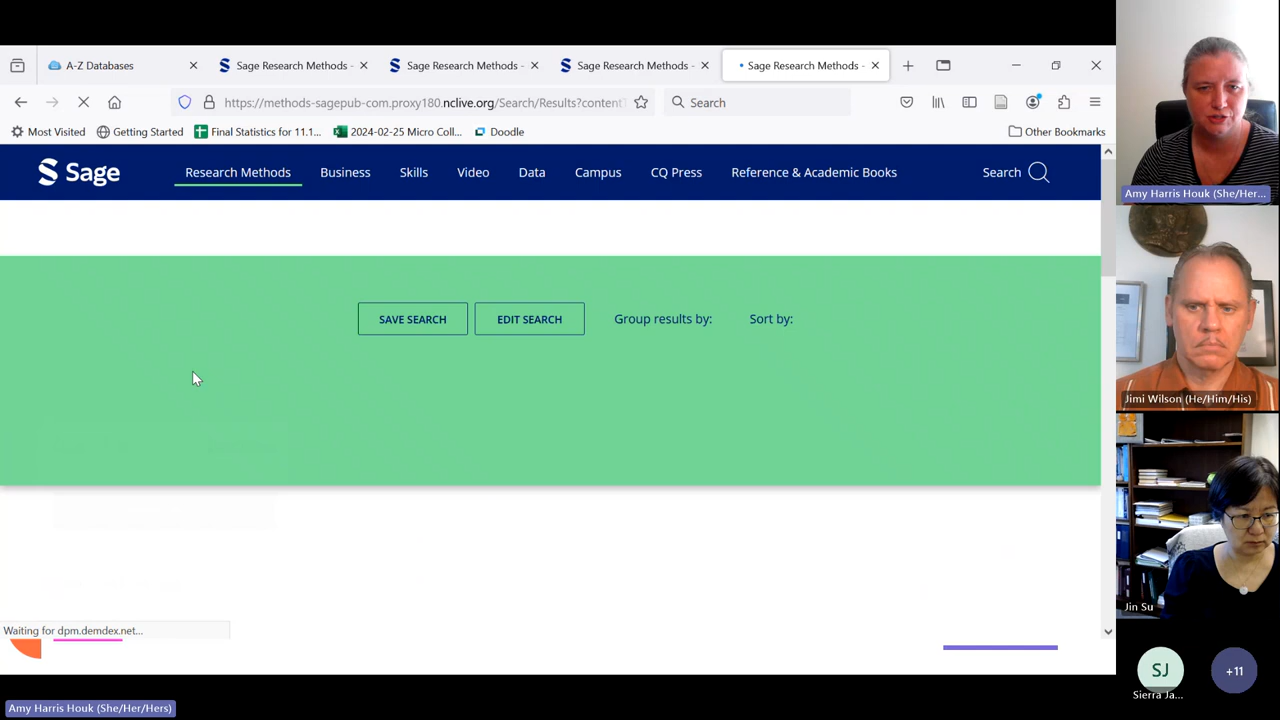 A-Z Databases
Sage Research Methods -
Sage Research Methods -
Sage Research Methods -
Sage Research Methods -
https://methods-sagepub-com.proxy180.nclive.org/Search/Results?content
Search
Most Visited
Getting Started
Final Statistics for 11.1...
2024-02-25 Micro Coll...
Doodle
Other Bookmarks
Sage
Research Methods
Business
Skills
Video
Data
Campus
CQ Press
Reference & Academic Books
Search
SAVE SEARCH
EDIT SEARCH
Group results by:
Sort by:
Waiting for dpm.demdex.net...
Amy Harris Houk (She/Her/Hers)
Amy Harris Houk (She/Her...
Jimi Wilson (He/Him/His)
Jin Su
SJ
Sierra Ja...
+11